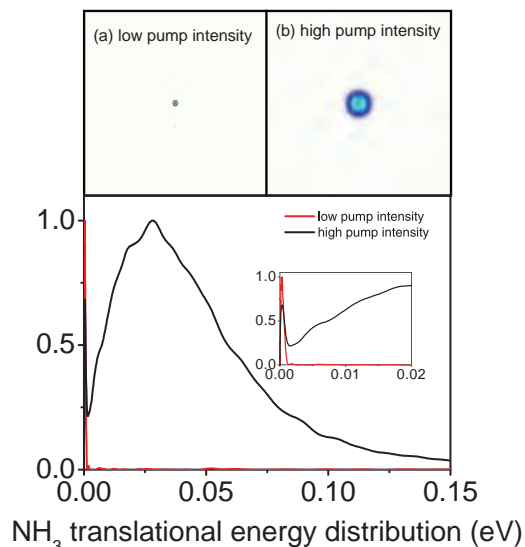 (a) low pump intensity
(b) high pump intensity
1.0
low pump intensity
high pump intensity
1.0
0.5
0.0
0.00 0.01 0.02
0.5
0.0
0.00 0.05 0.10 0.15
NH3 translational energy distribution (eV)